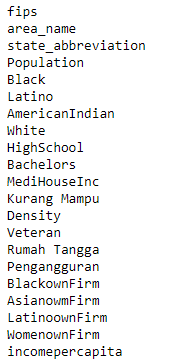 fips
area_name
state_abbreviation
Population
Black
Latino
AmericanIndian
White
HighSchool
Bachelors
MediHouseInc
Kurang Mampu
Density
Veteran
Rumah Tangga
Pengangguran
BlackownFirm
AsianowmFirm
LatinoownFirm
WomenownFirm
incomepercapita